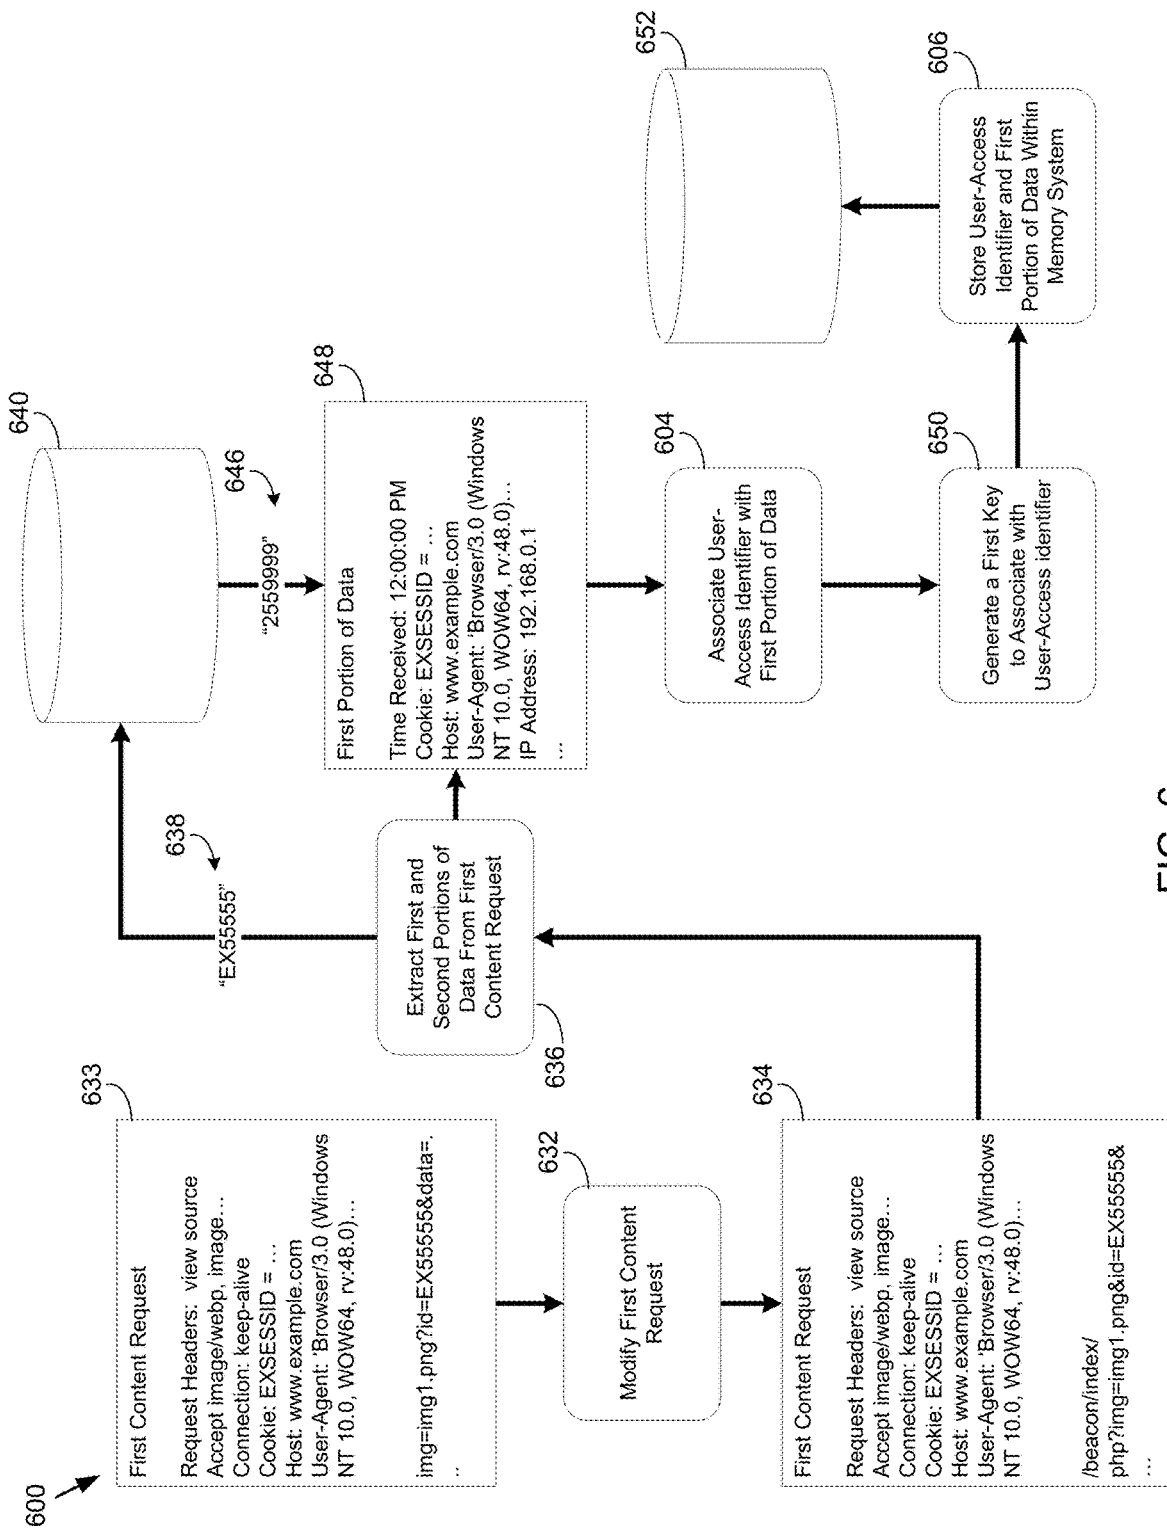 600
633
First Content Request
Request Headers: view source
Accept image/webp, image…
Connection: keep-alive
Cookie: EXSESSID = …
Host: www.example.com
User-Agent: 'Browser/3.0 (Windows
NT 10.0, WOW64, rv:48.0)…
img=img1.png?id=EX55555&data=.
..
632
Modify First Content
Request
634
First Content Request
Request Headers: view source
Accept image/webp, image…
Connection: keep-alive
Cookie: EXSESSID = …
Host: www.example.com
User-Agent: 'Browser/3.0 (Windows
NT 10.0, WOW64, rv:48.0)…
/beacon/index/
php?img=img1.png&id=EX55555&
…
636
Extract First and
Second Portions of
Data From First
Content Request
638
“EX55555”
640
646
“2559999”
648
First Portion of Data
Time Received: 12:00:00 PM
Cookie: EXSESSID = …
Host: www.example.com
User-Agent: 'Browser/3.0 (Windows
NT 10.0, WOW64, rv:48.0)…
IP Address: 192.168.0.1
…
604
Associate User-
Access Identifier with
First Portion of Data
650
Generate a First Key
to Associate with
User-Access identifier
606
Store User-Access
Identifier and First
Portion of Data Within
Memory System
652
FIG.